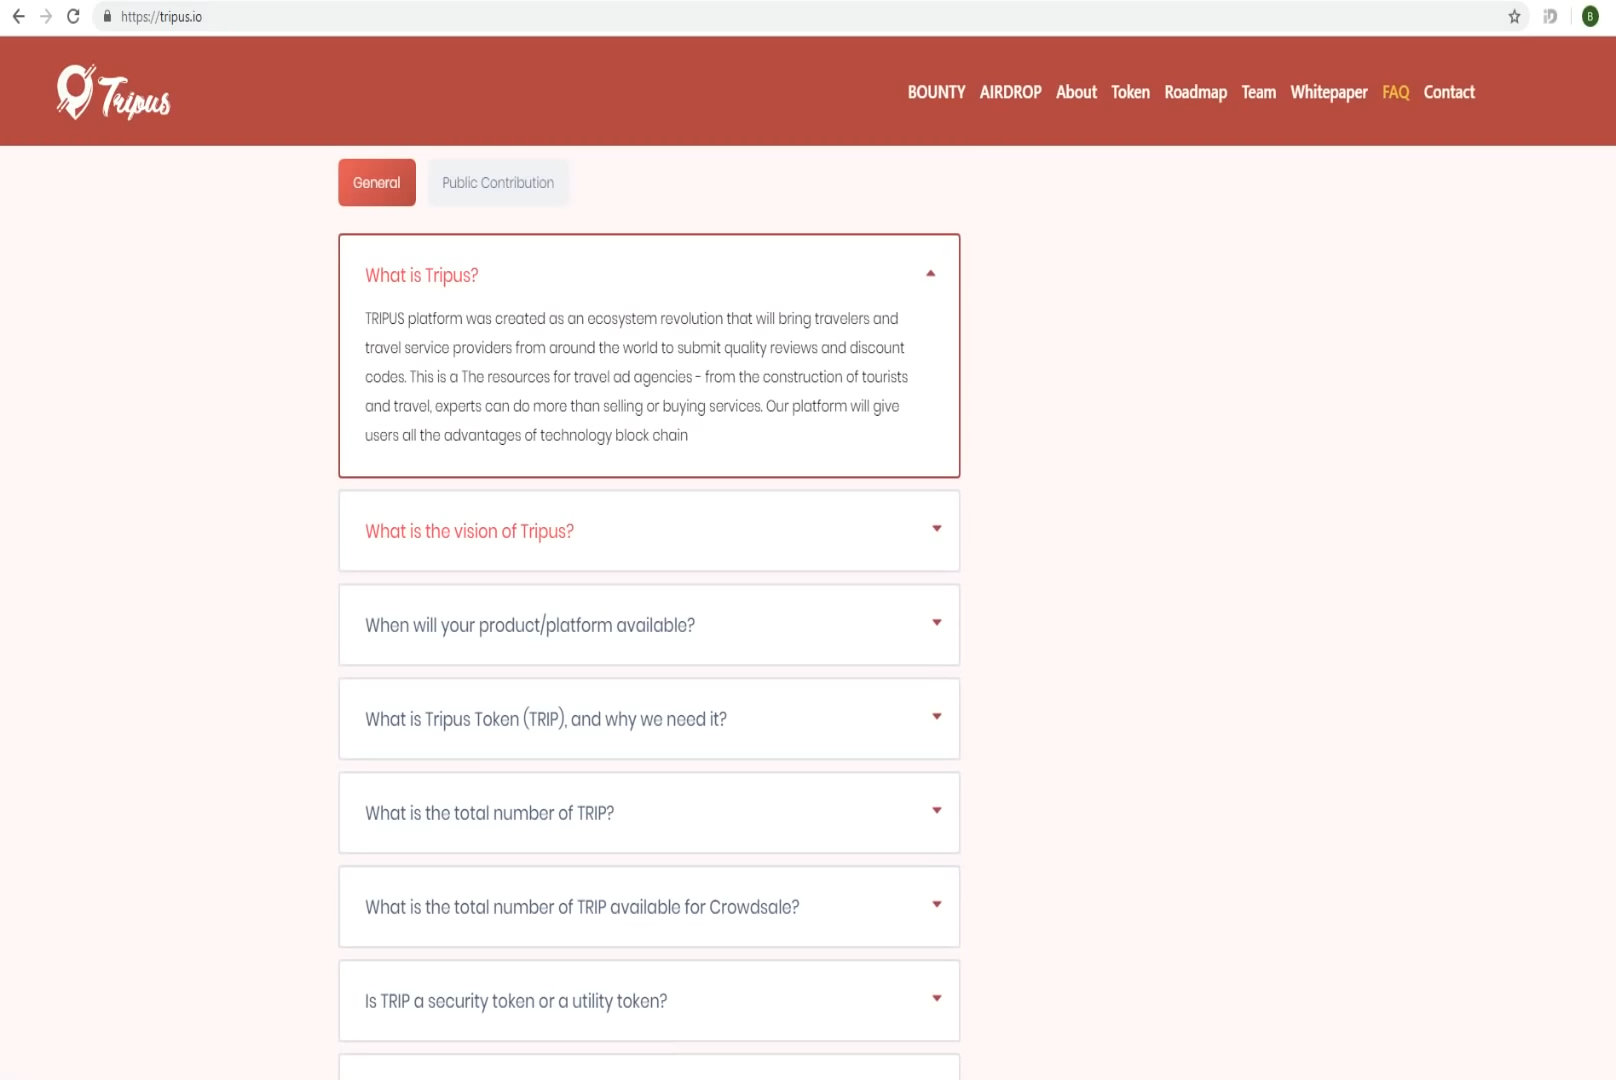 https://tripus.io
Tripus
BOUNTY AIRDROP About Token Roadmap Team Whitepaper FAQ Contact
General Public Contribution
What is Tripus?
TRIPUS platform was created as an ecosystem revolution that will bring travelers and
travel service providers from around the world to submit quality reviews and discount
codes. This is a The resources for travel ad agencies - from the construction of tourists
and travel, experts can do more than selling or buying services. Our platform will give
users all the advantages of technology block chain
What is the vision of Tripus?
When will your product/platform available?
What is Tripus Token (TRIP), and why we need it?
What is the total number of TRIP?
What is the total number of TRIP available for Crowdsale?
Is TRIP a security token or a utility token?